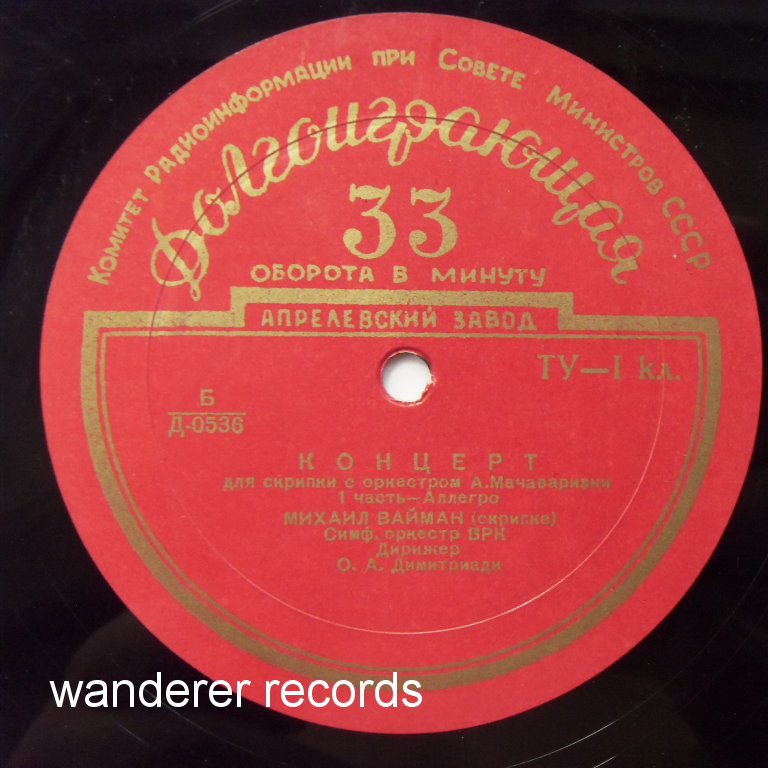 Комитет Радиоинформации при Совете Министров СССР
Долгоиграющая
33
ОБОРОТА В МИНУТУ
АПРЕЛЕВСКИЙ ЗАВОД
ТУ—I кл.
Б
Д-0536
КОНЦЕРТ
для скрипки с оркестром А.Мачавариани
1 часть—Аллегро
МИХАИЛ ВАЙМАН (скрипка)
Симф. оркестр ВРК
Дирижер
О. А. Димитриади
wanderer records